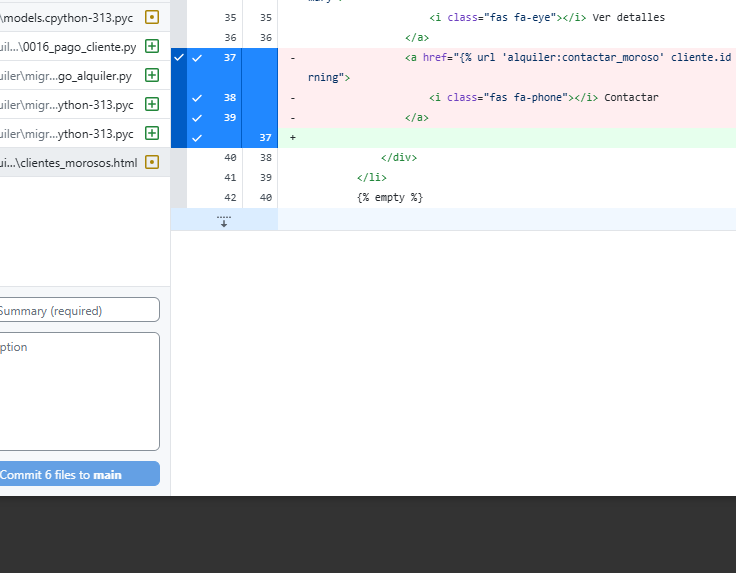 \models.cpython-313.pyc
uil...\0016_pago_cliente.py
uiler\migr...go_alquiler.py
uiler\migr...ython-313.pyc
uiler\migr...ython-313.pyc
ui...\clientes_morosos.html
Summary (required)
ption
Commit 6 files to main
35 35 <i class="fas fa-eye"></i> Ver detalles
36 36 </a>
37 - <a href="{% url 'alquiler:contactar_moroso' cliente.id
rning">
38 - <i class="fas fa-phone"></i> Contactar
39 - </a>
37 +
40 38 </div>
41 39 </li>
42 40 {% empty %}